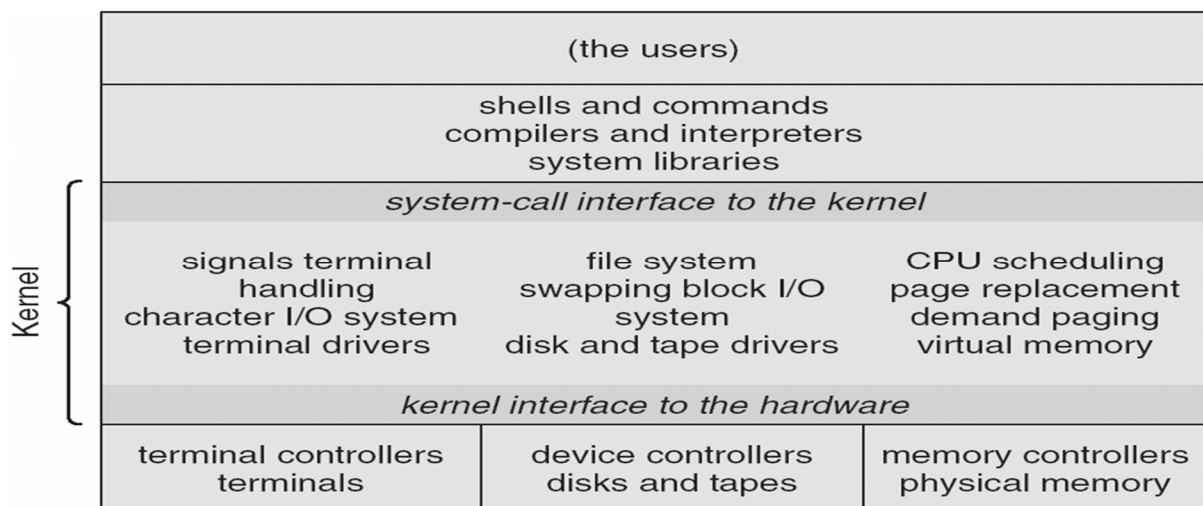 (the users)
shells and commands
compilers and interpreters
system libraries
system-call interface to the kernel
Kernel
signals terminal
handling
character I/O system
terminal drivers
file system
swapping block I/O
system
disk and tape drivers
CPU scheduling
page replacement
demand paging
virtual memory
kernel interface to the hardware
terminal controllers
terminals
device controllers
disks and tapes
memory controllers
physical memory